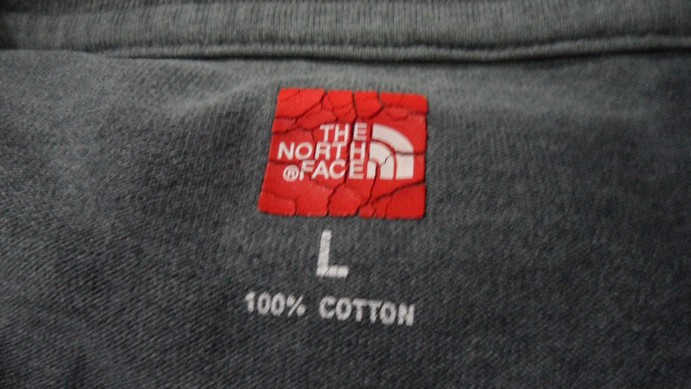 THE
NORTH
®FACE
L
100% COTTON